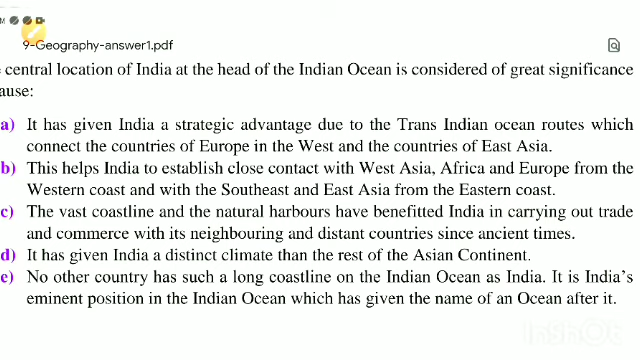 9-Geography-answer1.pdf
central location of India at the head of the Indian Ocean is considered of great significance
ause:
a) It has given India a strategic advantage due to the Trans Indian ocean routes which
connect the countries of Europe in the West and the countries of East Asia.
b) This helps India to establish close contact with West Asia, Africa and Europe from the
Western coast and with the Southeast and East Asia from the Eastern coast.
c) The vast coastline and the natural harbours have benefitted India in carrying out trade
and commerce with its neighbouring and distant countries since ancient times.
d) It has given India a distinct climate than the rest of the Asian Continent.
e) No other country has such a long coastline on the Indian Ocean as India. It is India's
eminent position in the Indian Ocean which has given the name of an Ocean after it.